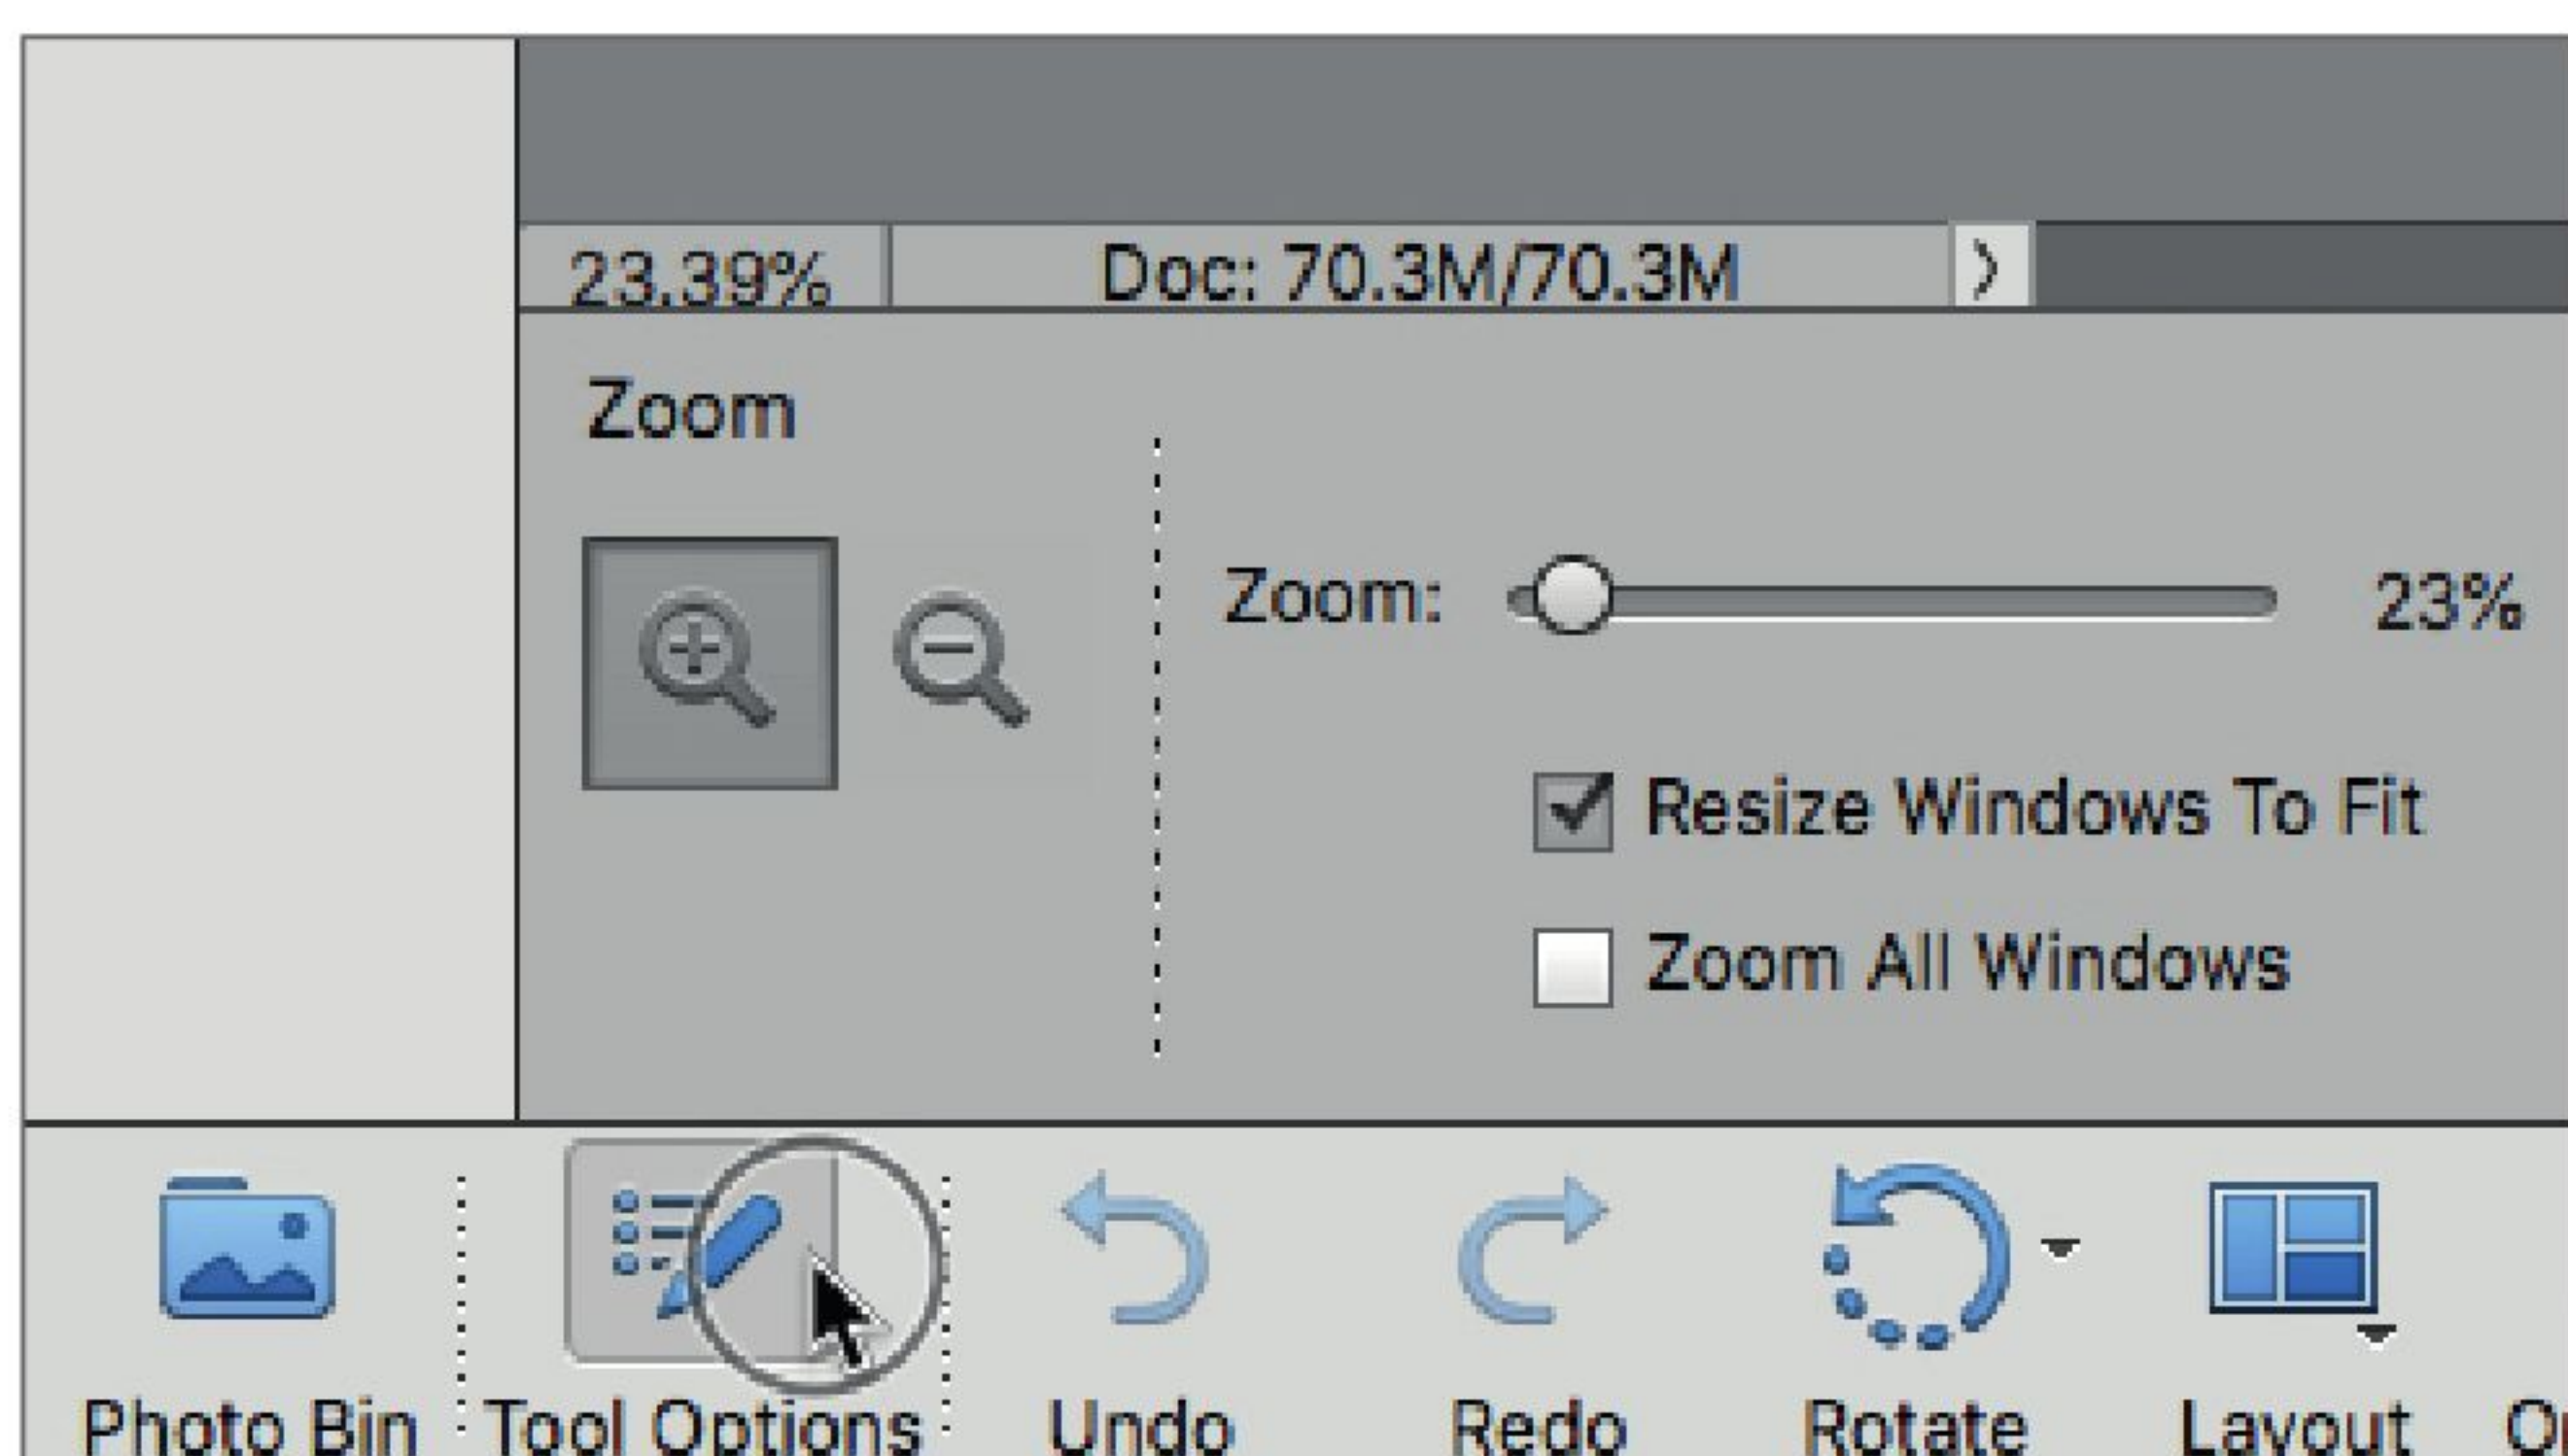 23.39% Doc: 70.3M/70.3M
Zoom
Zoom: 23%
Resize Windows To Fit
Zoom All Windows
Photo Bin Tool Options Undo Redo Rotate Layout